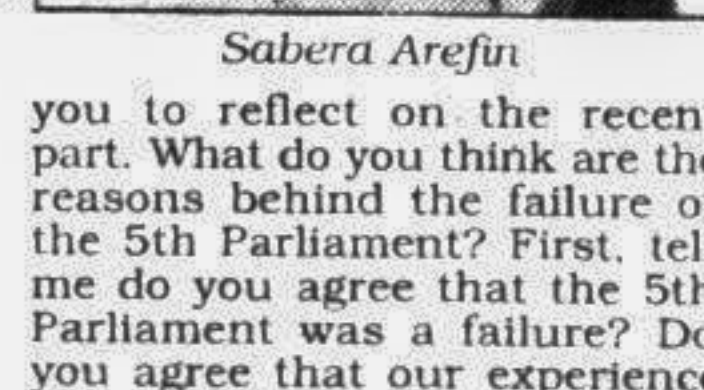 Sabera Arefin
you to reflect on the recen
part. What do you think are the
reasons behind the failure o
the 5th Parliament? First, tel
me do you agree that the 5th
Parliament was a failure? Do
you agree that our experience